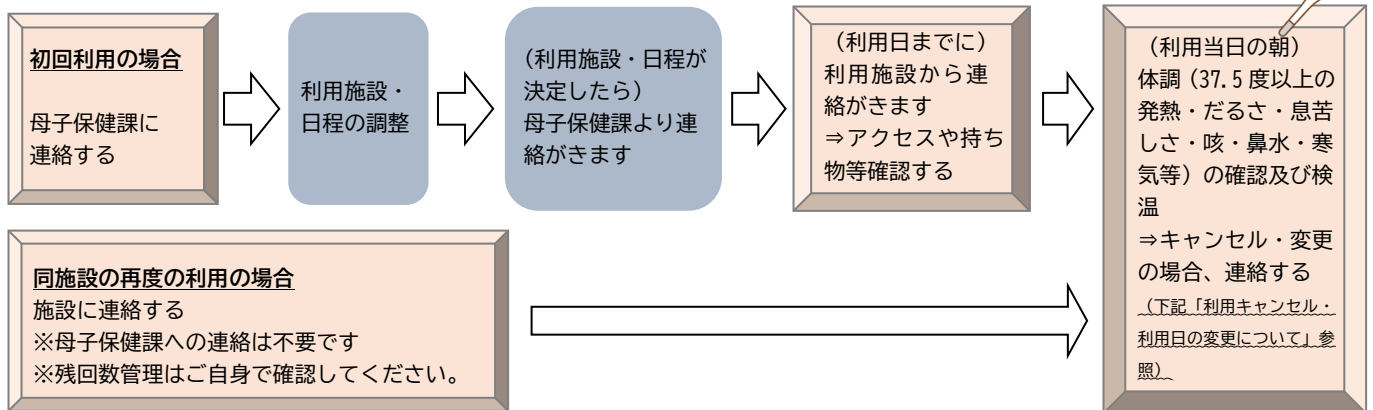 初回利用の場合
母子保健課に
連絡する
利用施設・
日程の調整
（利用施設・日程が
決定したら）
母子保健課より連
絡がきます
（利用日までに）
利用施設から連
絡がきます
⇒アクセスや持ち
物等確認する
（利用当日の朝）
体調（37.5度以上の
発熱・だるさ・息苦
しさ・咳・鼻水・寒
気等）の確認及び検
温
⇒キャンセル・変更
の場合、連絡する
（下記「利用キャンセル・
利用日の変更について」参
照）
同施設の再度の利用の場合
施設に連絡する
※母子保健課への連絡は不要です
※残回数管理はご自身で確認してください。